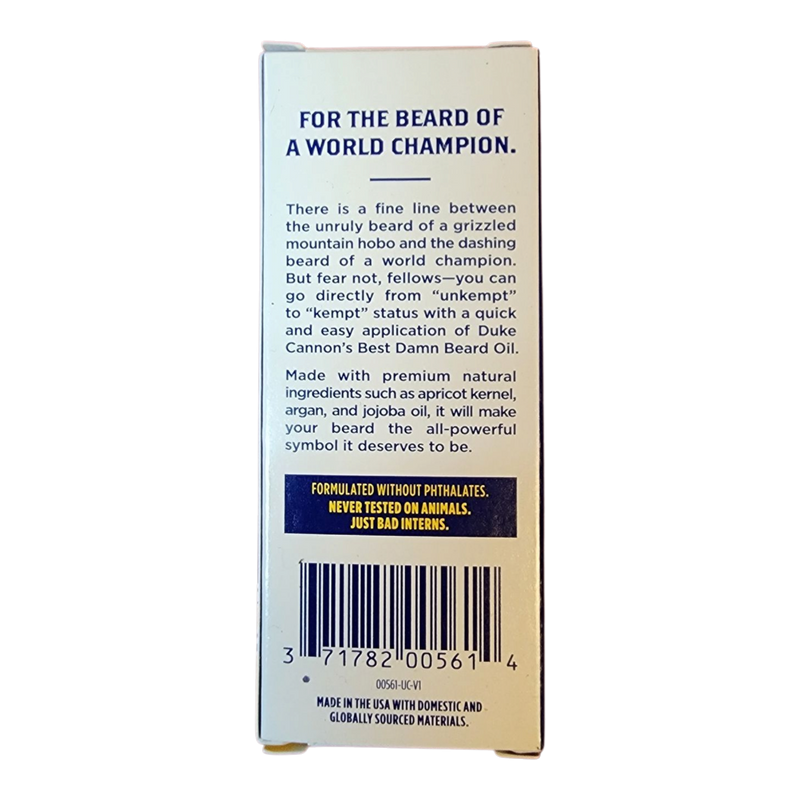 FOR THE BEARD OF
A WORLD CHAMPION.
There is a fine line between
the unruly beard of a grizzled
mountain hobo and the dashing
beard of a world champion.
But fear not, fellows—you can
go directly from “unkempt”
to “kempt” status with a quick
and easy application of Duke
Cannon's Best Damn Beard Oil.
Made with premium natural
ingredients such as apricot kernel,
argan, and jojoba oil, it will make
your beard the all-powerful
symbol it deserves to be.
FORMULATED WITHOUT PHTHALATES.
NEVER TESTED ON ANIMALS.
JUST BAD INTERNS.
3 71782 00561 4
00561-UC-V1
MADE IN THE USA WITH DOMESTIC AND
GLOBALLY SOURCED MATERIALS.